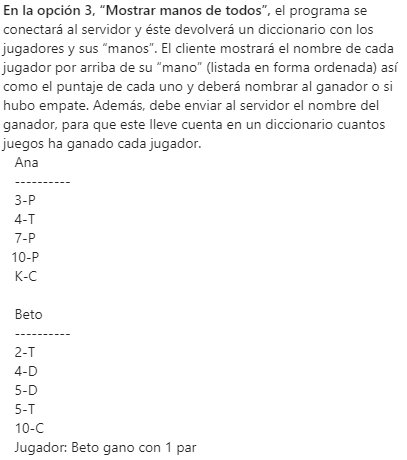 En la opción 3, “Mostrar manos de todos”, el programa se
conectará al servidor y éste devolverá un diccionario con los
jugadores y sus “manos”. El cliente mostrará el nombre de cada
jugador por arriba de su “mano” (listada en forma ordenada) así
como el puntaje de cada uno y deberá nombrar al ganador o si
hubo empate. Además, debe enviar al servidor el nombre del
ganador, para que este lleve cuenta en un diccionario cuantos
juegos ha ganado cada jugador.
Ana
----------
3-P
4-T
7-P
10-P
K-C
Beto
----------
2-T
4-D
5-D
5-T
10-C
Jugador: Beto gano con 1 par